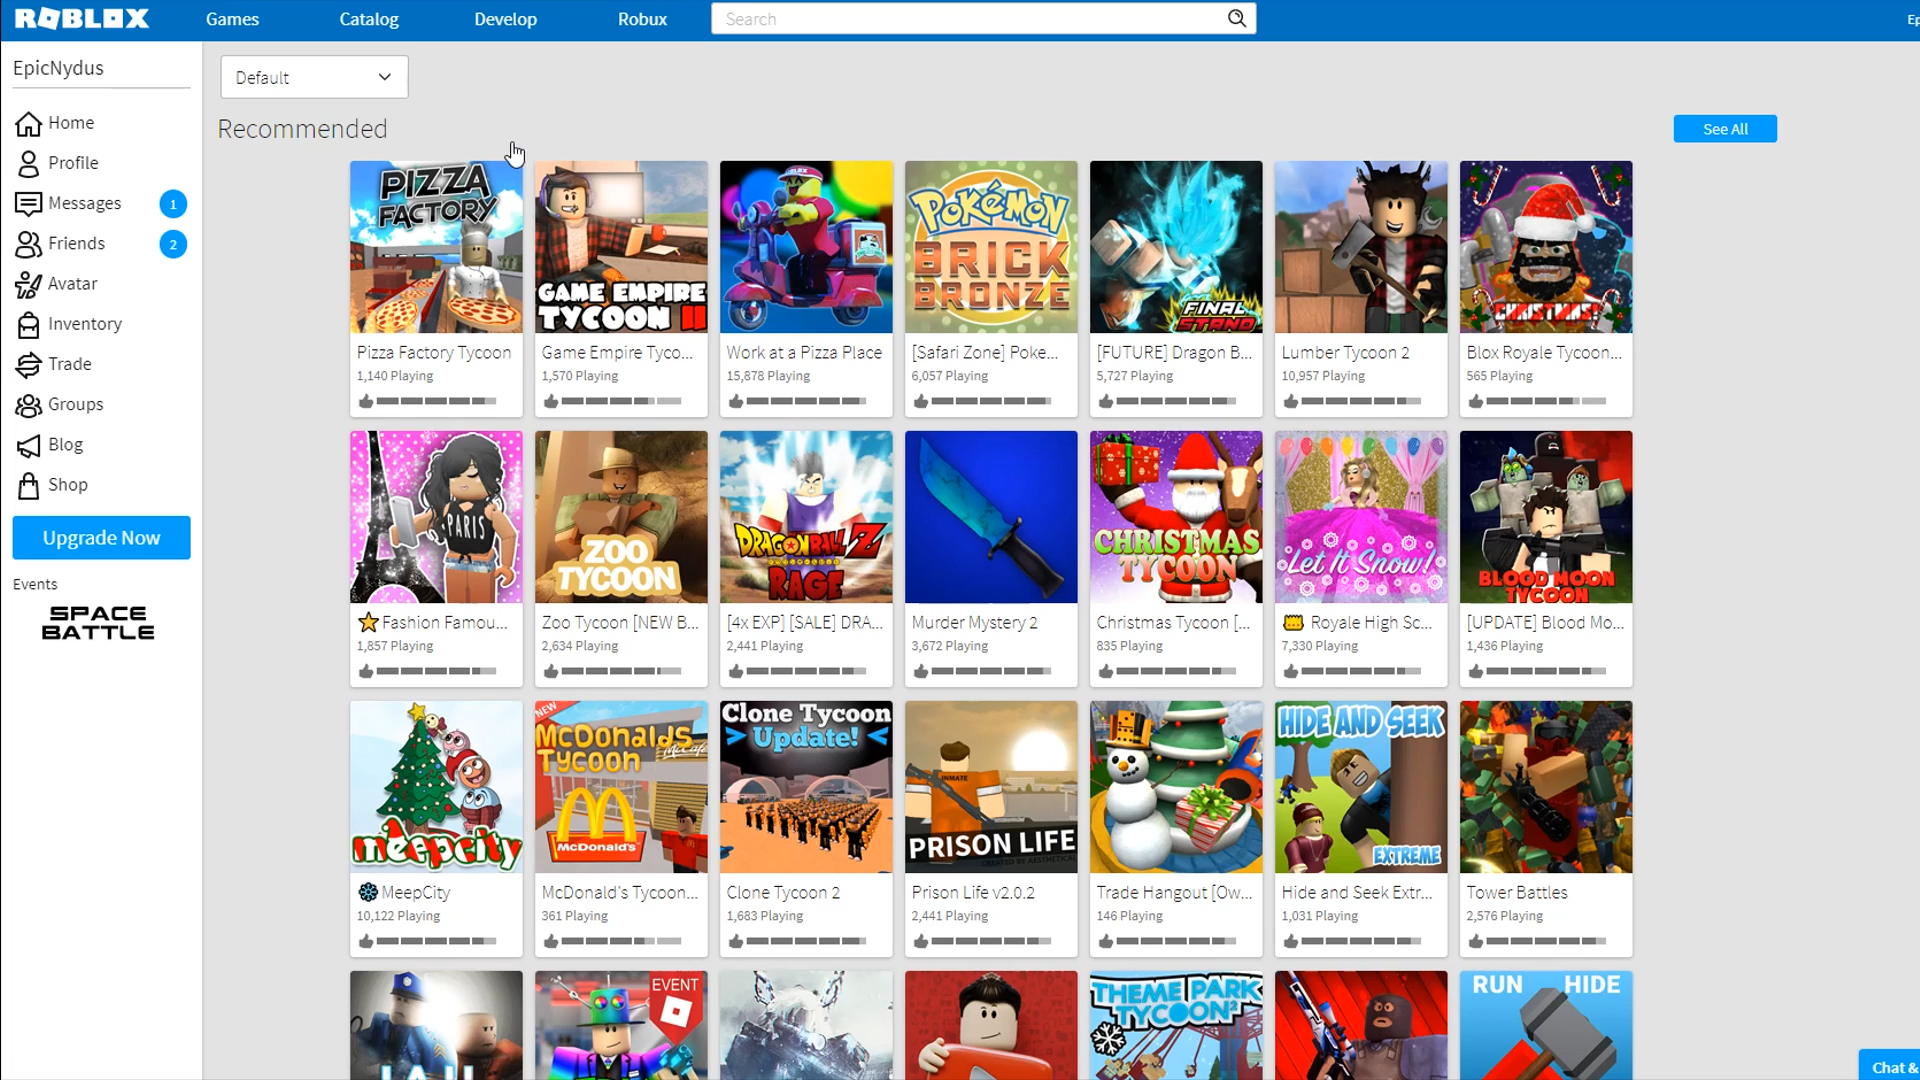 ROBLOX
Games
Catalog
Develop
Robux
Search
Ep
EpicNydus
Home
Profile
Messages
1
Friends
2
Avatar
Inventory
Trade
Groups
Blog
Shop
Upgrade Now
Events
SPACE
BATTLE
Default
Recommended
See All
PIZZA
FACTORY
GAME EMPIRE
TYCOON II
POKéMON
BRICK
BRONZE
FINAL
STAND
CHRISTMAS!
Pizza Factory Tycoon
Game Empire Tyco...
Work at a Pizza Place
[Safari Zone] Poke...
[FUTURE] Dragon B...
Lumber Tycoon 2
Blox Royale Tycoon...
1,140 Playing
1,570 Playing
15,878 Playing
6,057 Playing
5,727 Playing
10,957 Playing
565 Playing
PARIS
ZOO
TYCOON
DRAGONBALL Z
RAGE
CHRISTMAS
TYCOON
Let It Snow!
BLOOD MOON
TYCOON
Fashion Famou...
Zoo Tycoon [NEW B...
[4x EXP] [SALE] DRA...
Murder Mystery 2
Christmas Tycoon [...
Royale High Sc...
[UPDATE] Blood Mo...
1,857 Playing
2,634 Playing
2,441 Playing
3,672 Playing
835 Playing
7,330 Playing
1,436 Playing
meepcity
NEW
McDonalds
Tycoon
McCafe
McDonald's
Clone Tycoon
> Update! <
INMATE
PRISON LIFE
CREATED BY AESTHETICAL
HIDE AND SEEK
EXTREME
MeepCity
McDonald's Tycoon...
Clone Tycoon 2
Prison Life v2.0.2
Trade Hangout [Ow...
Hide and Seek Extr...
Tower Battles
10,122 Playing
361 Playing
1,683 Playing
2,441 Playing
146 Playing
1,031 Playing
2,576 Playing
EVENT
THEME PARK
TYCOON 2
RUN
HIDE
Chat &